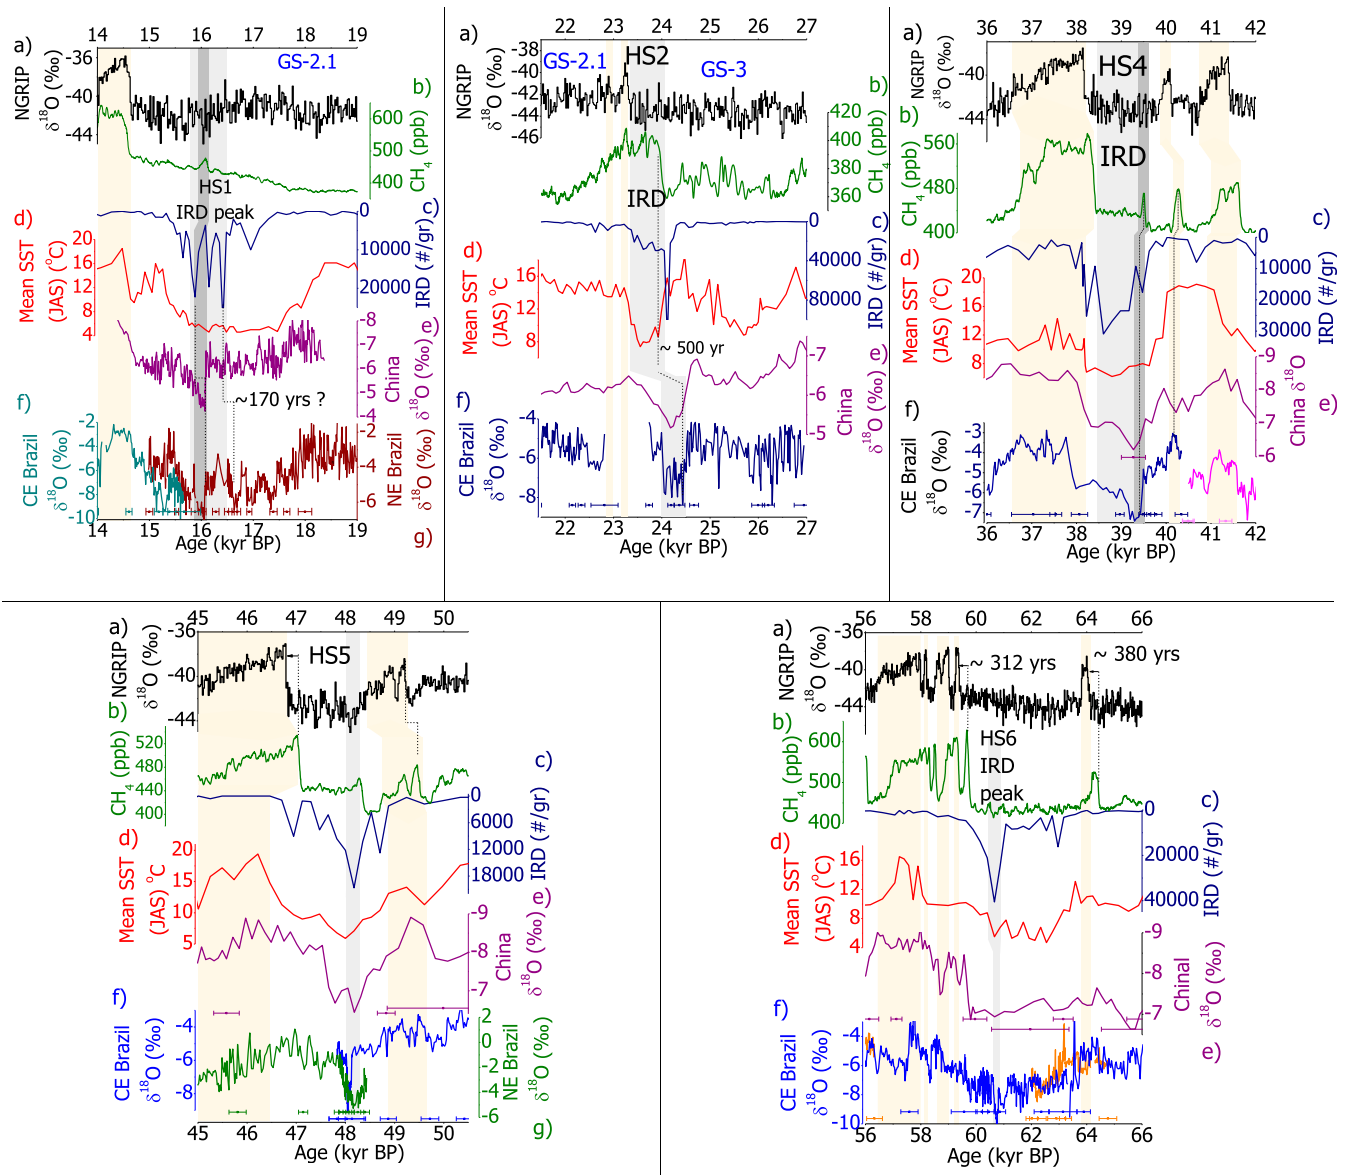 14 15 16 17 18 19
a)
-36
-40
-44
NGRIP
δ18O (‰)
GS-2.1
b)
600
500
400
CH4 (ppb)
HS1
IRD peak
c)
0
10000
20000
IRD (#/gr)
d)
20
16
12
8
4
Mean SST
(JAS) (oC)
e)
-8
-7
-6
-5
-4
China
δ18O (‰)
~170 yrs ?
f)
-2
-4
-6
-8
-10
CE Brazil
δ18O (‰)
-2
-4
-6
NE Brazil
δ18O (‰)
g)
14 15 16 17 18 19
Age (kyr BP)
22 23 24 25 26 27
a)
-38
-40
-42
-44
-46
NGRIP
δ18O (‰)
GS-2.1
HS2
GS-3
b)
420
400
380
360
CH4 (ppb)
IRD
c)
0
40000
80000
IRD (#/gr)
d)
16
12
8
Mean SST
(JAS) oC
~ 500 yr
e)
-7
-6
-5
China
δ18O (‰)
f)
-4
-6
-8
CE Brazil
δ18O (‰)
22 23 24 25 26 27
Age (kyr BP)
36 37 38 39 40 41 42
a)
-40
-44
NGRIP
δ18O (‰)
HS4
b)
560
480
400
CH4 (ppb)
IRD
c)
0
10000
20000
30000
IRD (#/gr)
d)
20
16
12
8
Mean SST
(JAS) (oC)
-9
-8
-7
-6
China δ18O
e)
f)
-3
-4
-5
-6
-7
CE Brazil
δ18O (‰)
36 37 38 39 40 41 42
Age (kyr BP)
45 46 47 48 49 50
a)
-36
-40
-44
NGRIP
δ18O (‰)
HS5
b)
520
480
440
400
CH4 (ppb)
c)
0
6000
12000
18000
IRD (#/gr)
d)
20
15
10
5
Mean SST
(JAS) oC
e)
-9
-8
-7
China
δ18O (‰)
f)
-4
-6
-8
CE Brazil
δ18O (‰)
2
0
-2
-4
-6
NE Brazil
δ18O (‰)
g)
45 46 47 48 49 50
Age (kyr BP)
56 58 60 62 64 66
a)
-36
-40
-44
NGRIP
δ18O (‰)
~ 312 yrs
~ 380 yrs
b)
600
500
400
CH4 (ppb)
HS6
IRD
peak
c)
0
20000
40000
IRD (#/gr)
d)
16
12
8
4
Mean SST
(JAS) (oC)
-9
-8
-7
Chinal
δ18O (‰)
e)
f)
-4
-6
-8
-10
CE Brazil
δ18O (‰)
56 58 60 62 64 66
Age (kyr BP)